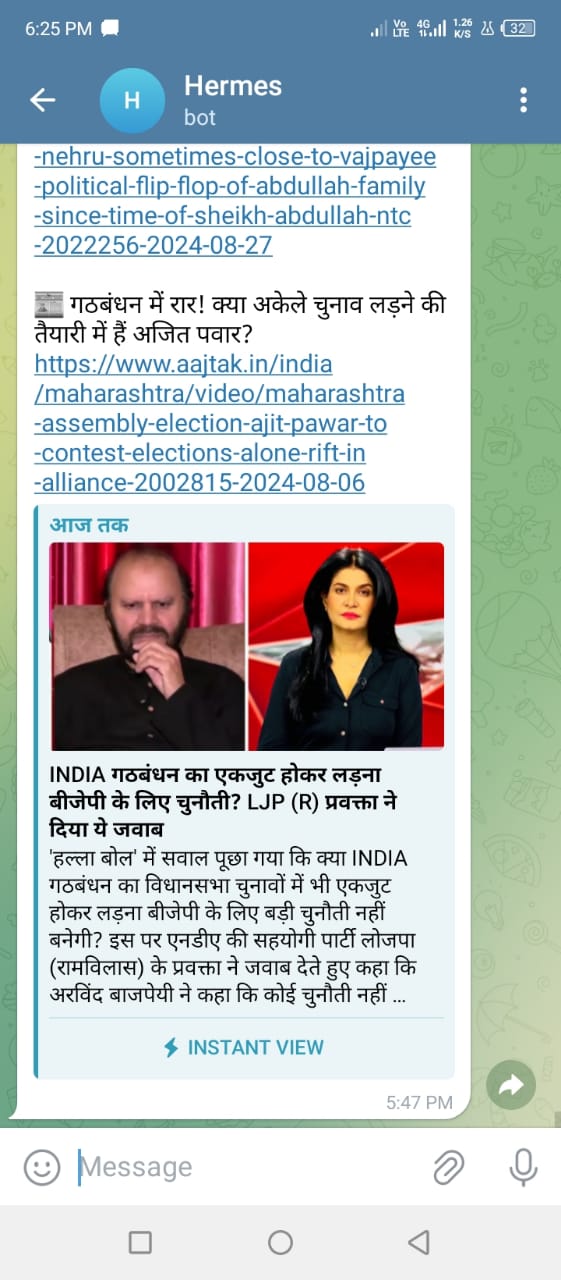 6:25 PM
Vo LTE 4G 1.26 K/S 32
H
Hermes
bot
-nehru-sometimes-close-to-vajpayee
-political-flip-flop-of-abdullah-family
-since-time-of-sheikh-abdullah-ntc
-2022256-2024-08-27
📰 गठबंधन में रार! क्या अकेले चुनाव लड़ने की
तैयारी में हैं अजित पवार?
https://www.aajtak.in/india
/maharashtra/video/maharashtra
-assembly-election-ajit-pawar-to
-contest-elections-alone-rift-in
-alliance-2002815-2024-08-06
आज तक
INDIA गठबंधन का एकजुट होकर लड़ना
बीजेपी के लिए चुनौती? LJP (R) प्रवक्ता ने
दिया ये जवाब
'हल्ला बोल' में सवाल पूछा गया कि क्या INDIA
गठबंधन का विधानसभा चुनावों में भी एकजुट
होकर लड़ना बीजेपी के लिए बड़ी चुनौती नहीं
बनेगी? इस पर एनडीए की सहयोगी पार्टी लोजपा
(रामविलास) के प्रवक्ता ने जवाब देते हुए कहा कि
अरविंद बाजपेयी ने कहा कि कोई चुनौती नहीं ...
INSTANT VIEW
5:47 PM
Message